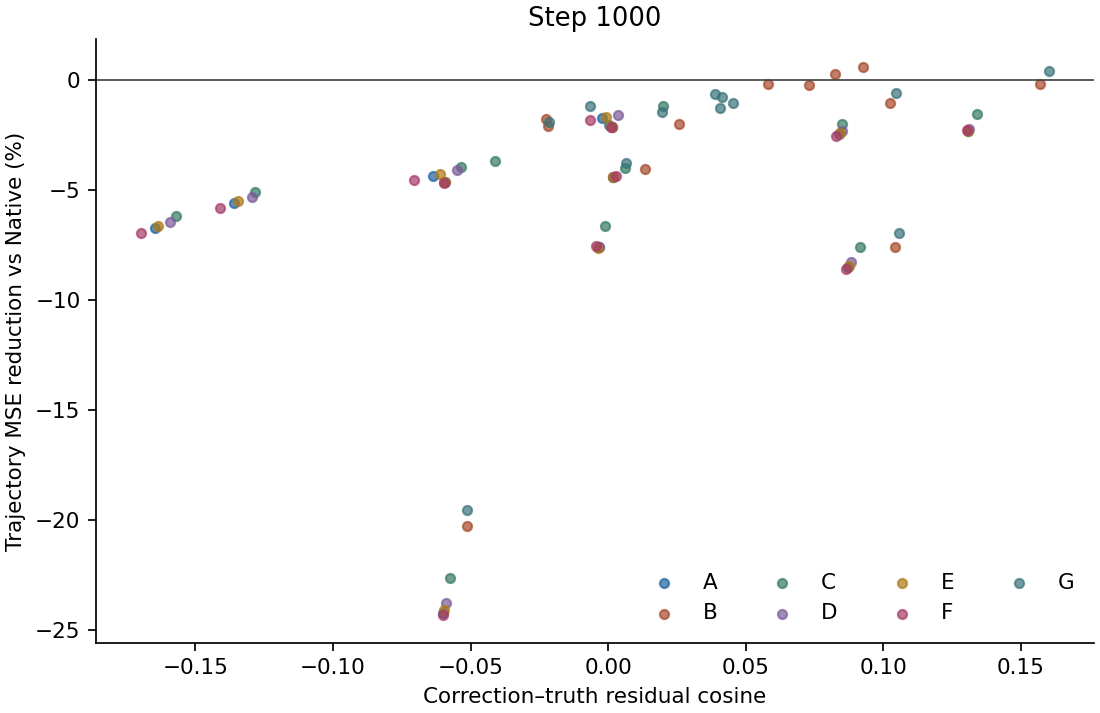 Step 1000
Trajectory MSE reduction vs Native (%)
0
−5
−10
−15
−20
−25
A C E G
B D F
−0.15 −0.10 −0.05 0.00 0.05 0.10 0.15
Correction–truth residual cosine